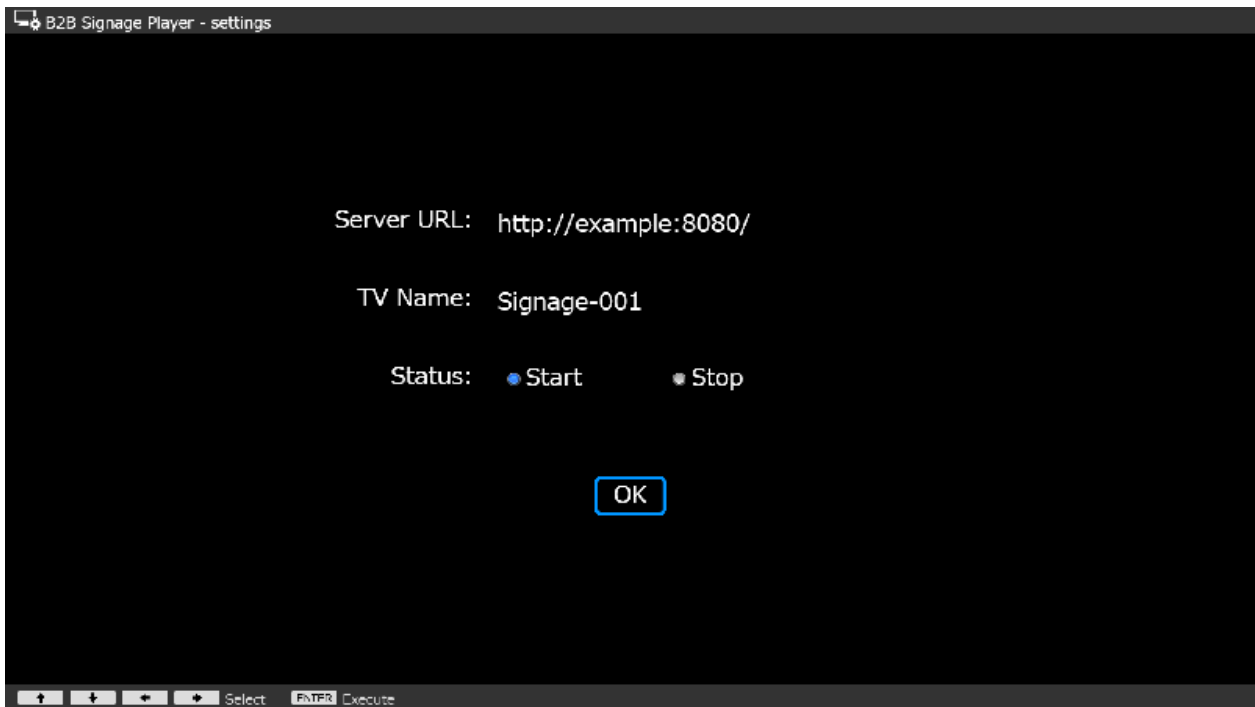 B2B Signage Player - settings
Server URL: http://example:8080/
TV Name: Signage-001
Status: Start Stop
OK
Select ENTER Execute